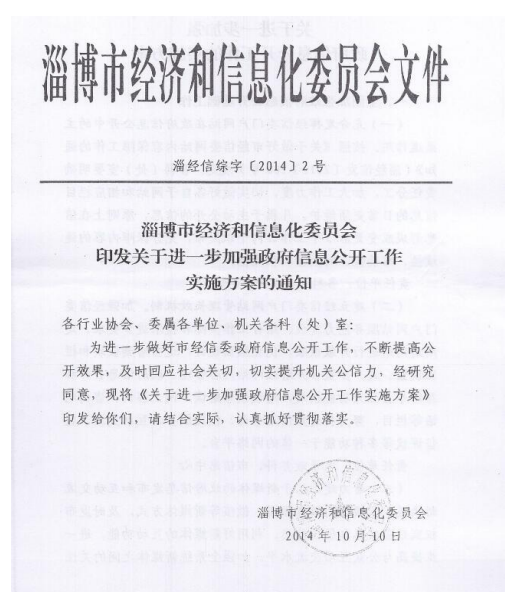 淄博市经济和信息化委员会文件
淄经信综字〔2014〕2号
淄博市经济和信息化委员会
印发关于进一步加强政府信息公开工作
实施方案的通知
各行业协会、委属各单位、机关各科(处)室:
为进一步做好市经信委政府信息公开工作,不断提高公
开效果,及时回应社会关切,切实提升机关公信力,经研究
同意,现将《关于进一步加强政府信息公开工作实施方案》
印发给你们,请结合实际,认真抓好贯彻落实。
淄博市经济和信息化委员会
2014年10月10日